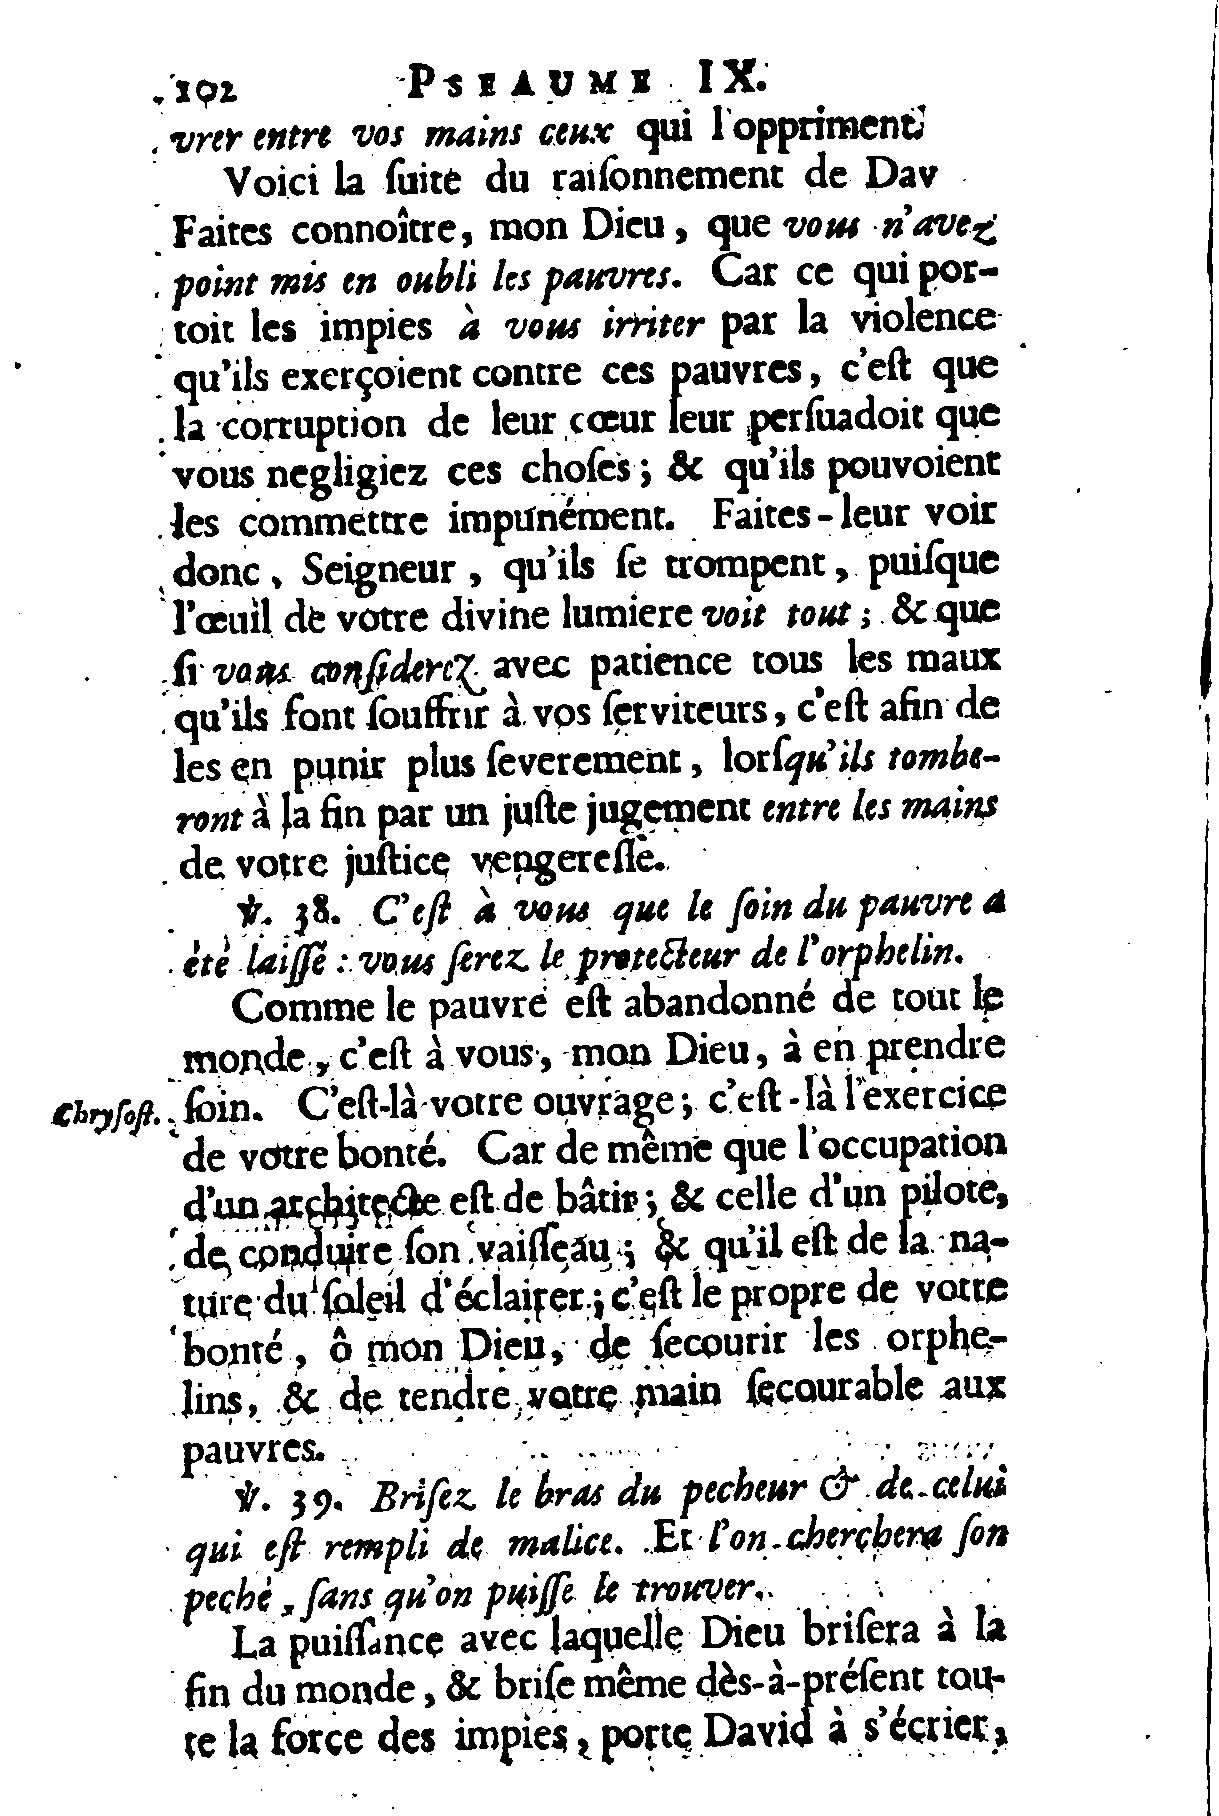 102 PSEAUME IX.
vrer entre vos mains ceux qui l'oppriment.
Voici la ſuite du raiſonnement de Dav
Faites connoître, mon Dieu, que vous n'avez
point mis en oubli les pauvres. Car ce qui por-
toit les impies à vous irriter par la violence
qu'ils exerçoient contre ces pauvres, c'eſt que
la corruption de leur cœur leur perſuadoit que
vous negligiez ces choſes; & qu'ils pouvoient
les commettre impunément. Faites-leur voir
donc, Seigneur, qu'ils ſe trompent, puiſque
l'œuil de votre divine lumiere voit tout; & que
ſi vous conſiderez avec patience tous les maux
qu'ils font ſouffrir à vos ſerviteurs, c'eſt afin de
les en punir plus ſeverement, lorſqu'ils tombe-
ront à la fin par un juſte jugement entre les mains
de votre juſtice vengereſſe.
℣. 38. C'eſt à vous que le ſoin du pauvre a
été laiſſé: vous ſerez le protecteur de l'orphelin.
Comme le pauvre eſt abandonné de tout le
monde, c'eſt à vous, mon Dieu, à en prendre
Chryſoſt. ſoin. C'eſt-là votre ouvrage; c'eſt-là l'exercice
de votre bonté. Car de même que l'occupation
d'un architecte eſt de bâtir; & celle d'un pilote,
de conduire ſon vaiſſeau; & qu'il eſt de la na-
ture du ſoleil d'éclairer; c'eſt le propre de votre
bonté, ô mon Dieu, de ſecourir les orphe-
lins, & de tendre votre main ſecourable aux
pauvres.
℣. 39. Briſez le bras du pecheur & de celui
qui eſt rempli de malice. Et l'on cherchera ſon
peché, ſans qu'on puiſſe le trouver.
La puiſſance avec laquelle Dieu briſera à la
fin du monde, & briſe même dès-à-préſent tou-
te la force des impies, porte David à s'écrier,